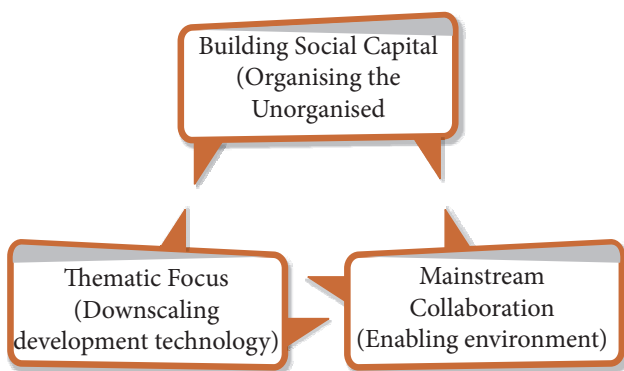 Building Social Capital
(Organising the
Unorganised
Thematic Focus
(Downscaling
development technology)
Mainstream
Collaboration
(Enabling environment)